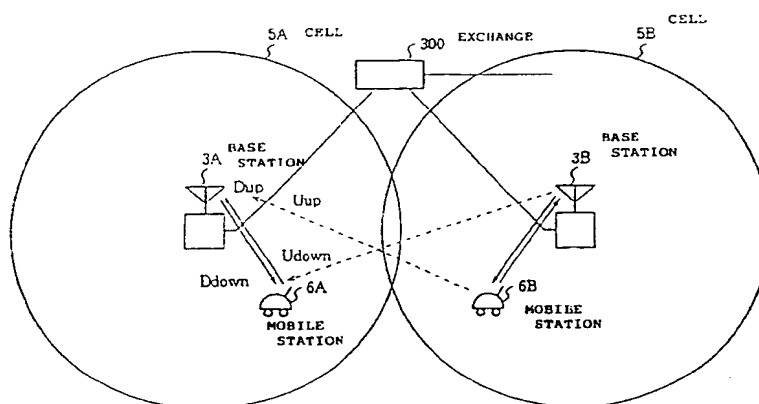 5A CELL
300 EXCHANGE
5B CELL
3A BASE STATION
3B BASE STATION
Dup
Uup
Udown
Ddown
6A
MOBILE STATION
6B
MOBILE STATION